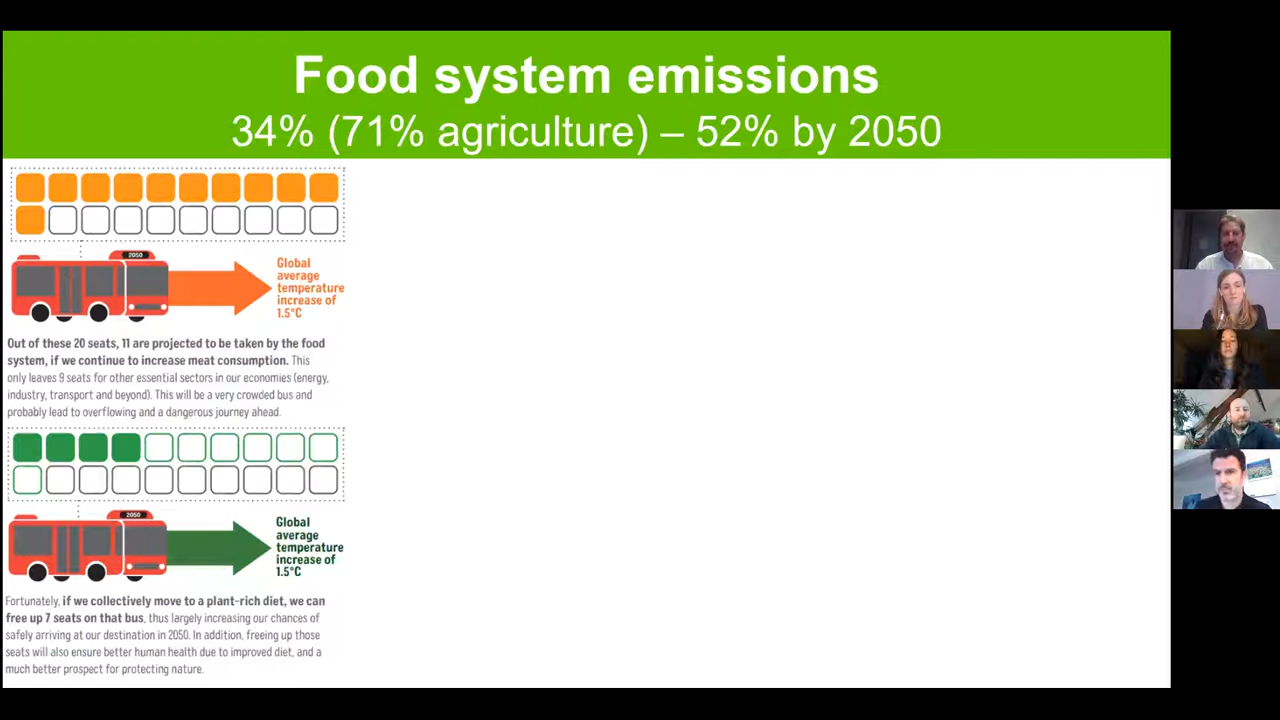 Food system emissions
34% (71% agriculture) – 52% by 2050
2050
Global
average
temperature
increase of
1.5°C
Out of these 20 seats, 11 are projected to be taken by the food
system, if we continue to increase meat consumption. This
only leaves 9 seats for other essential sectors in our economies (energy,
industry, transport and beyond). This will be a very crowded bus and
probably lead to overflowing and a dangerous journey ahead.
2050
Global
average
temperature
increase of
1.5°C
Fortunately, if we collectively move to a plant-rich diet, we can
free up 7 seats on that bus, thus largely increasing our chances of
safely arriving at our destination in 2050. In addition, freeing up those
seats will also ensure better human health due to improved diet, and a
much better prospect for protecting nature.